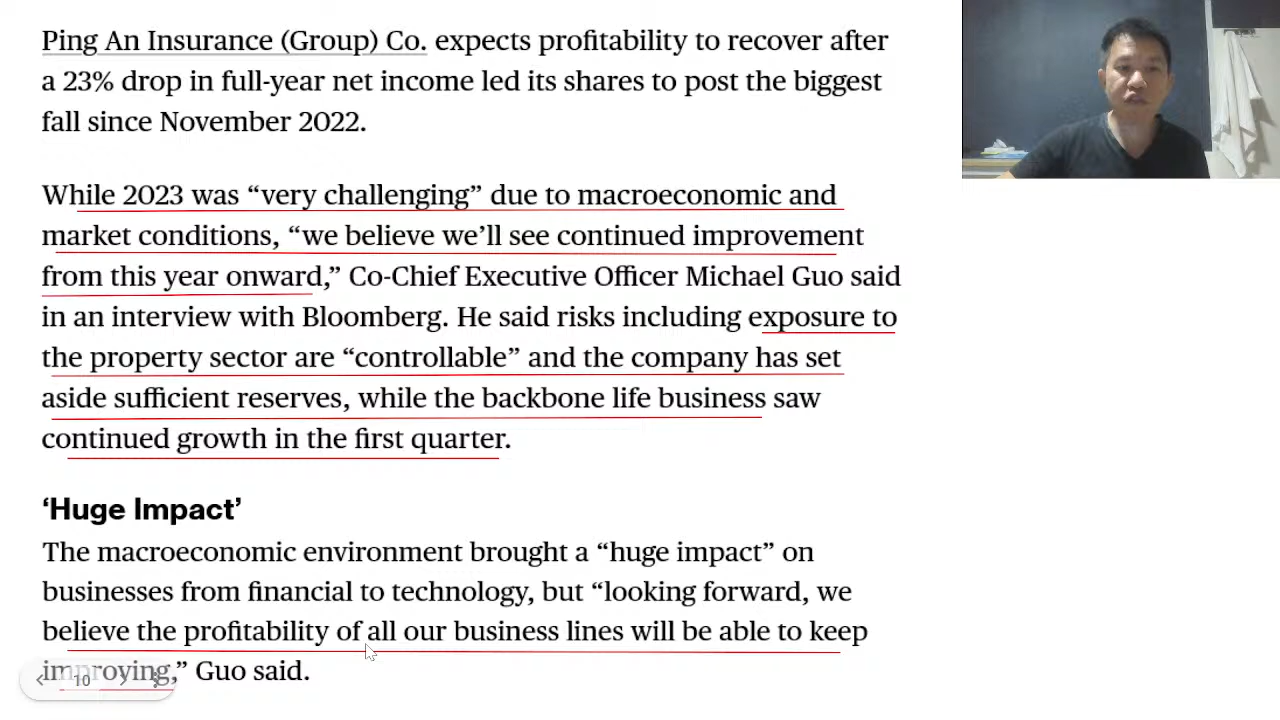 Ping An Insurance (Group) Co. expects profitability to recover after
a 23% drop in full-year net income led its shares to post the biggest
fall since November 2022.
While 2023 was “very challenging” due to macroeconomic and
market conditions, “we believe we’ll see continued improvement
from this year onward,” Co-Chief Executive Officer Michael Guo said
in an interview with Bloomberg. He said risks including exposure to
the property sector are “controllable” and the company has set
aside sufficient reserves, while the backbone life business saw
continued growth in the first quarter.
‘Huge Impact’
The macroeconomic environment brought a “huge impact” on
businesses from financial to technology, but “looking forward, we
believe the profitability of all our business lines will be able to keep
improving,” Guo said.
10